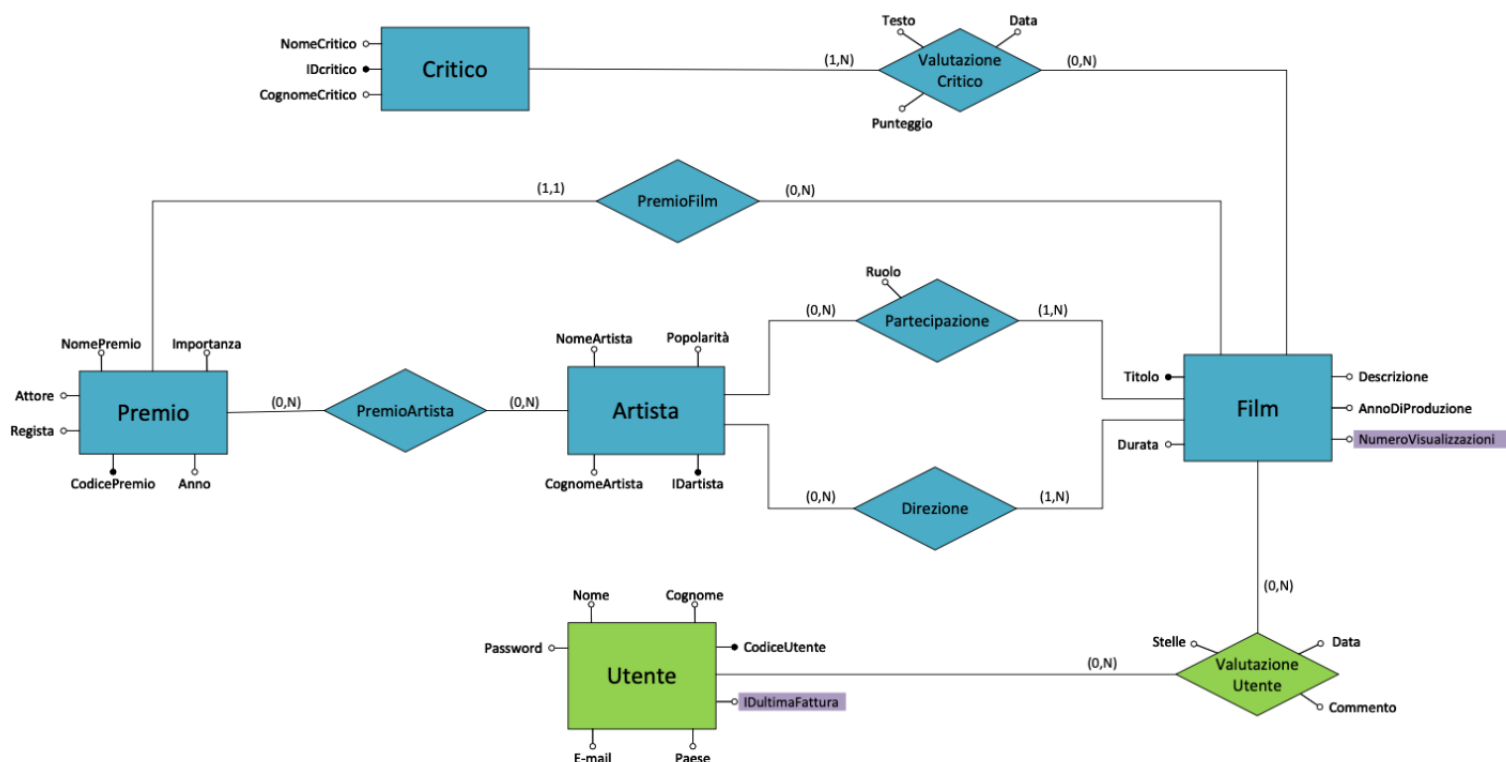 Testo
Data
NomeCritico
IDcritico
CognomeCritico
Critico
(1,N)
Valutazione
Critico
(0,N)
Punteggio
(1,1)
PremioFilm
(0,N)
Ruolo
(0,N)
Partecipazione
(1,N)
NomePremio
Importanza
Attore
Regista
Premio
CodicePremio
Anno
(0,N)
PremioArtista
(0,N)
NomeArtista
Popolarità
Artista
CognomeArtista
IDartista
Titolo
Durata
Film
Descrizione
AnnoDiProduzione
NumeroVisualizzazioni
(0,N)
Direzione
(1,N)
(0,N)
Nome
Cognome
Password
CodiceUtente
Utente
IDultimaFattura
E-mail
Paese
(0,N)
Stelle
Data
Valutazione
Utente
Commento